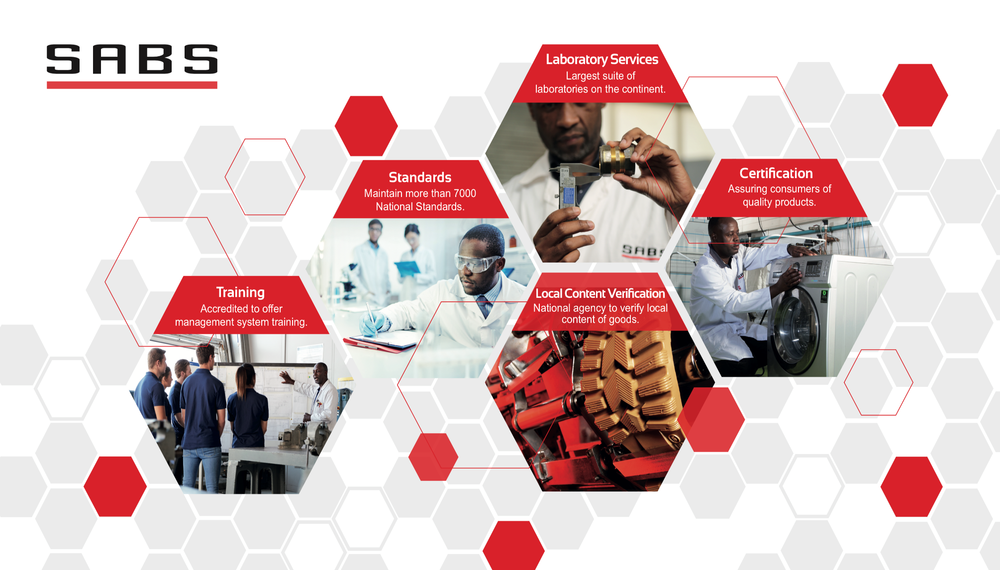 SABS
Laboratory Services
Largest suite of
laboratories on the continent.
Standards
Maintain more than 7000
National Standards.
Certification
Assuring consumers of
quality products.
Training
Accredited to offer
management system training.
Local Content Verification
National agency to verify local
content of goods.
SABS